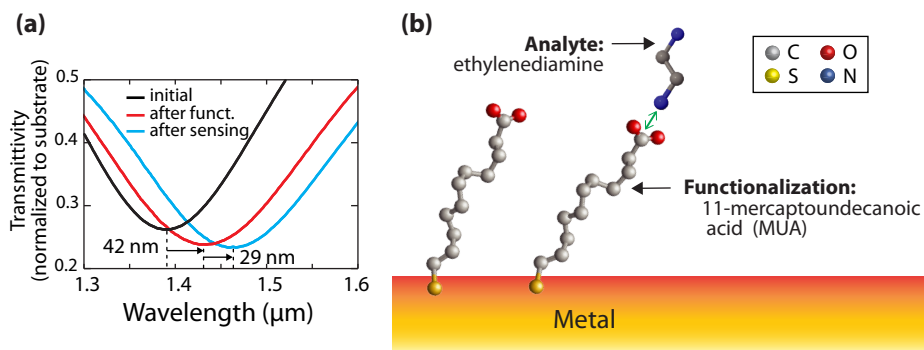 (a)
Transmittivity
(normalized to substrate)
0.5
0.4
0.3
0.2
initial
after funct.
after sensing
42 nm
29 nm
1.3
1.4
1.5
1.6
Wavelength (μm)
(b)
Analyte:
ethylenediamine
C
O
S
N
Functionalization:
11-mercaptoundecanoic
acid (MUA)
Metal